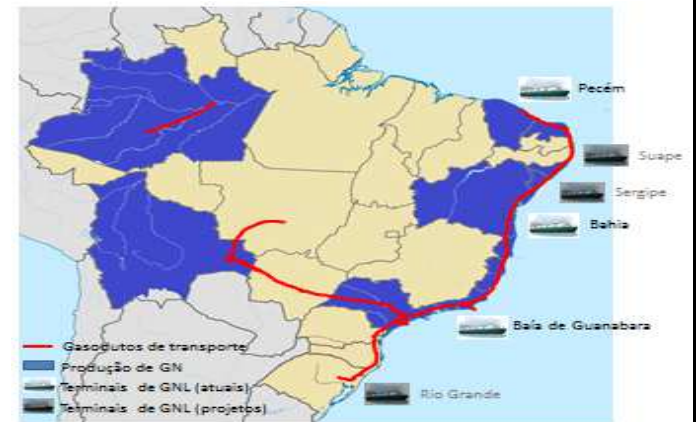 Pecém
Suape
Sergipe
Bahia
Baía de Guanabara
Gasodutos de transporte
Produção de GN
Terminais de GNL (atuais)
Terminais de GNL (projetos)
Rio Grande